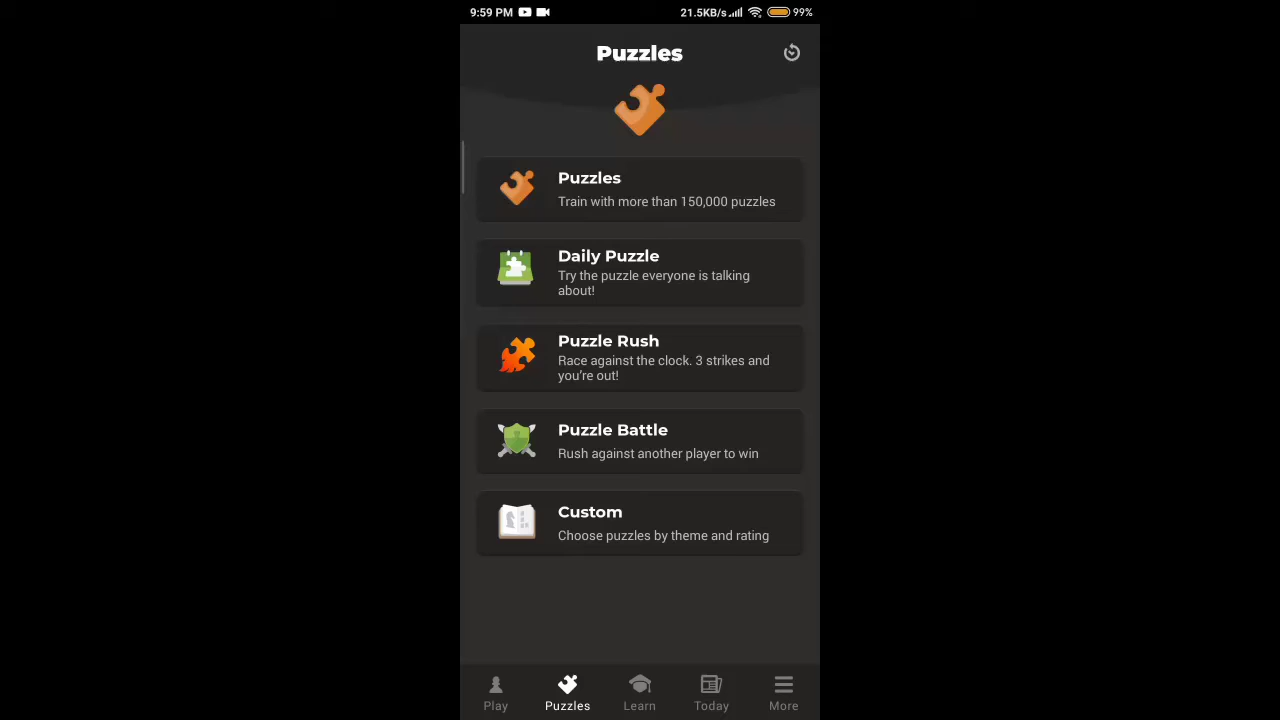 9:59 PM 21.5KB/s 99%
Puzzles
Puzzles
Train with more than 150,000 puzzles
Daily Puzzle
Try the puzzle everyone is talking
about!
Puzzle Rush
Race against the clock. 3 strikes and
you're out!
Puzzle Battle
Rush against another player to win
Custom
Choose puzzles by theme and rating
Play Puzzles Learn Today More